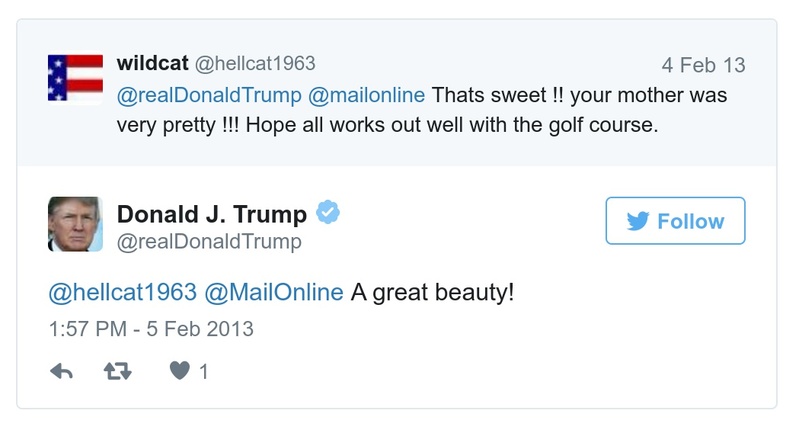 wildcat @hellcat1963 4 Feb 13
@realDonaldTrump @mailonline Thats sweet !! your mother was
very pretty !!! Hope all works out well with the golf course.
Donald J. Trump
@realDonaldTrump
Follow
@hellcat1963 @MailOnline A great beauty!
1:57 PM - 5 Feb 2013
1